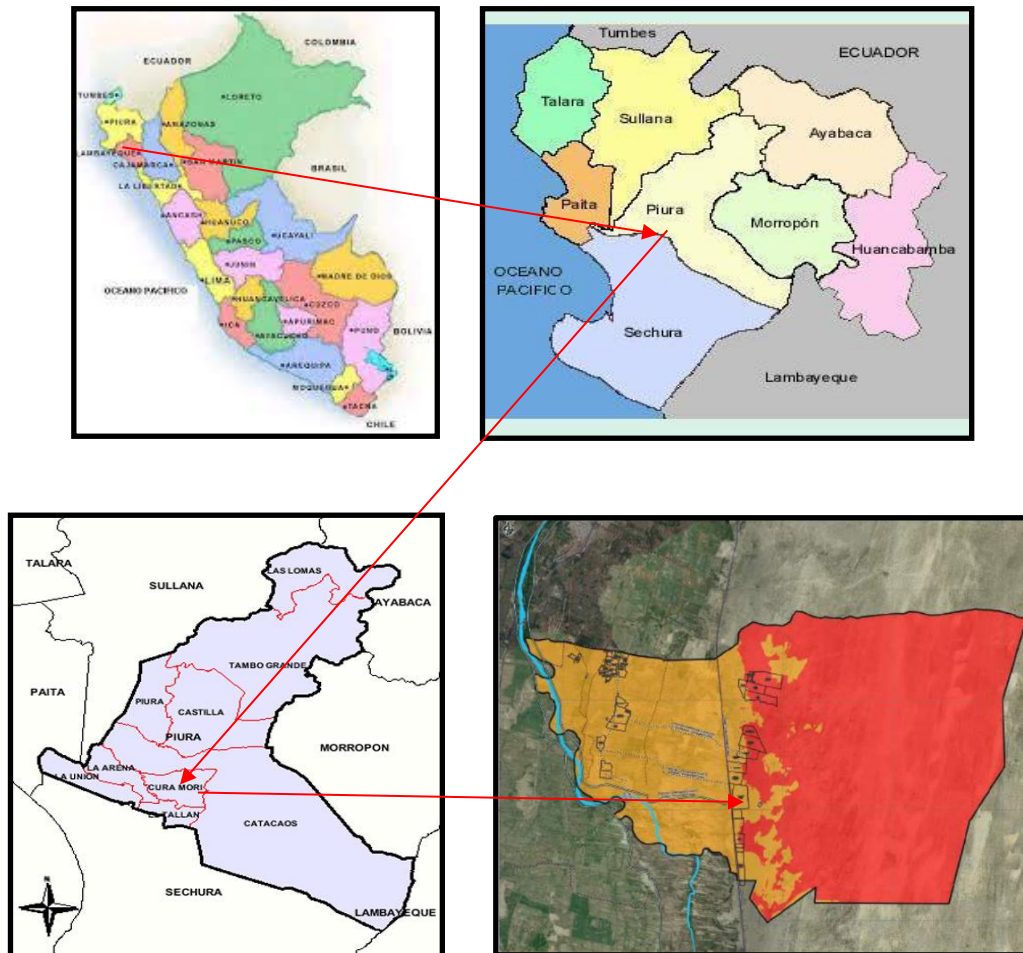 COLOMBIA
ECUADOR
TUMBES
LORETO
PIURA
AMAZONAS
LAMBAYEQUE
SAN MARTIN
CAJAMARCA
BRASIL
LA LIBERTAD
ANCASH
HUANUCO
UCAYALI
PASCO
JUNIN
LIMA
MADRE DE DIOS
OCEANO PACIFICO
HUANCAVELICA
CUZCO
ICA
APURIMAC
PUNO
AYACUCHO
BOLIVIA
AREQUIPA
MOQUEGUA
TACNA
CHILE
Tumbes
ECUADOR
Talara
Sullana
Ayabaca
Paita
Piura
Morropón
Huancabamba
OCEANO
PACIFICO
Sechura
Lambayeque
TALARA
SULLANA
LAS LOMAS
AYABACA
TAMBO GRANDE
PAITA
PIURA
CASTILLA
PIURA
MORROPON
LA ARENA
LA UNION
CURA MORI
EL TALLAN
CATACAOS
SECHURA
N
LAMBAYEQUE